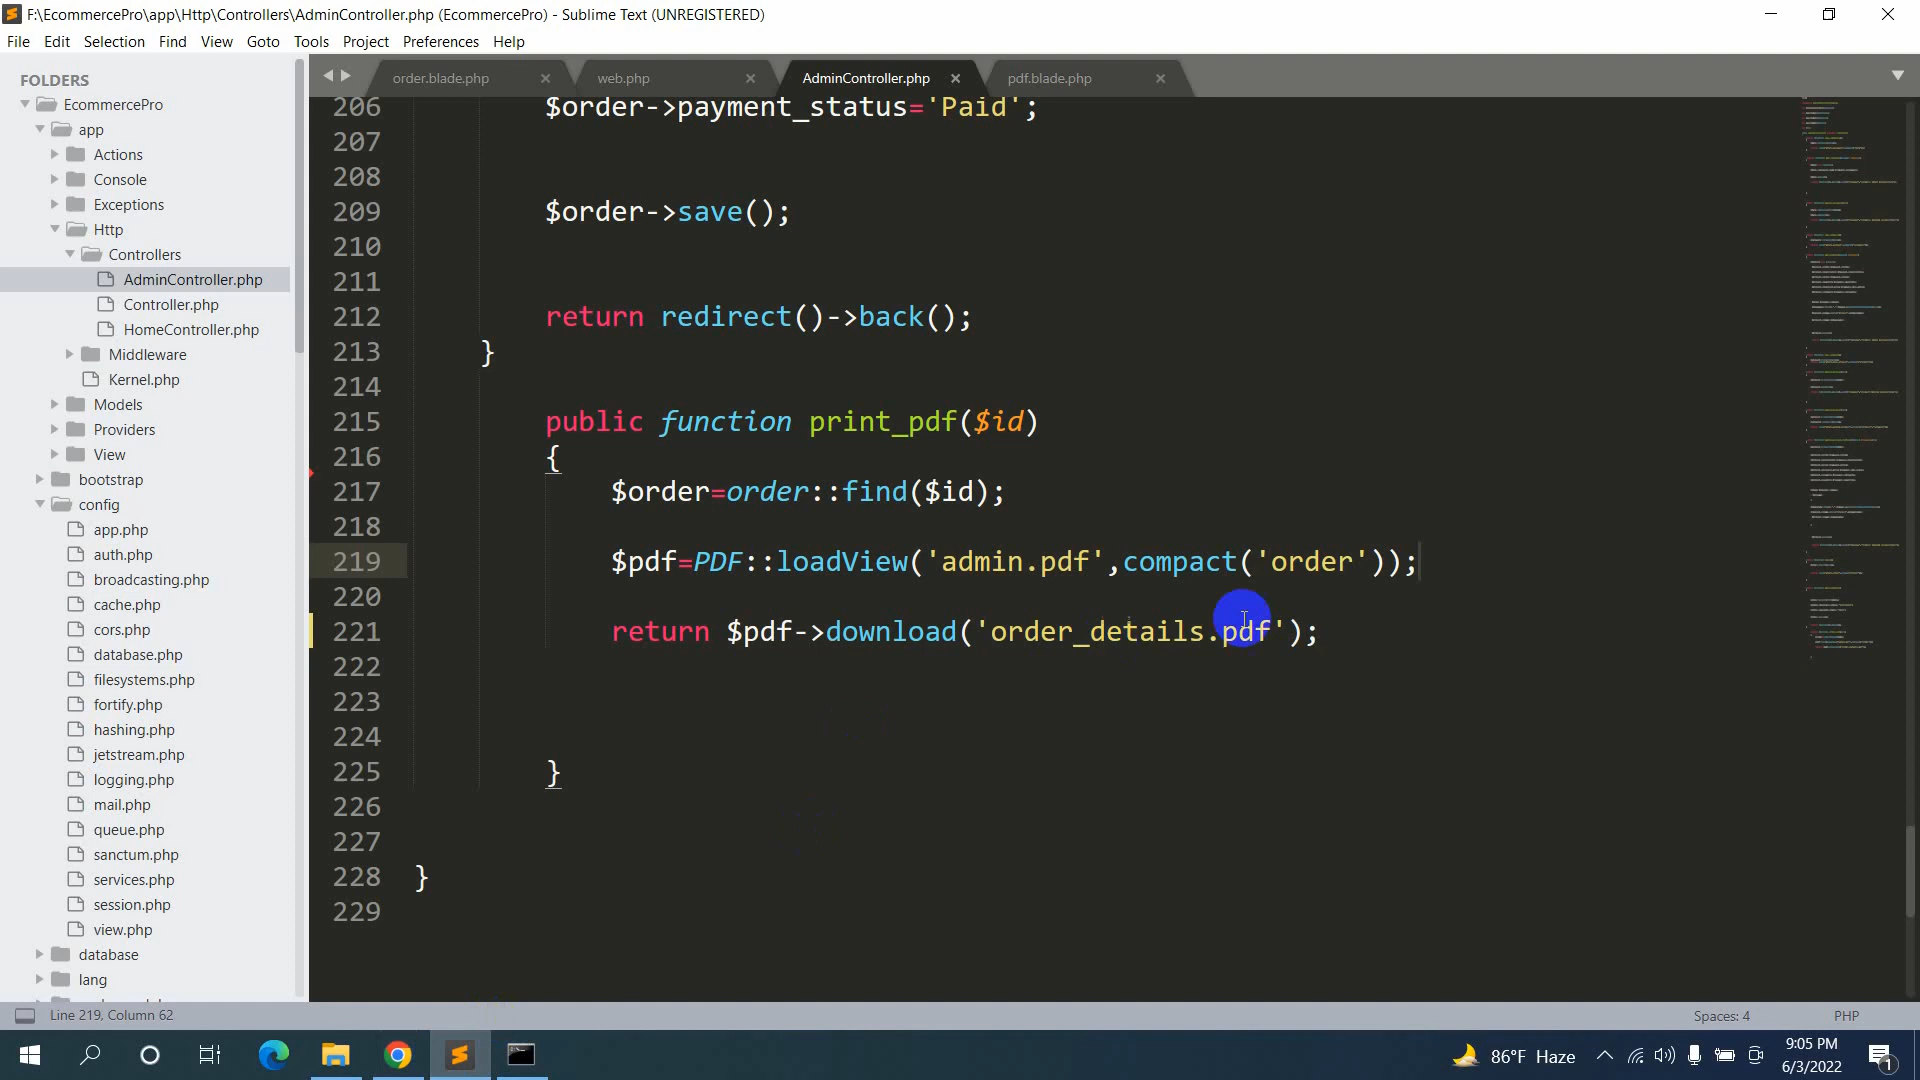 F:\EcommercePro\app\Http\Controllers\AdminController.php (EcommercePro) - Sublime Text (UNREGISTERED)
File Edit Selection Find View Goto Tools Project Preferences Help
order.blade.php web.php AdminController.php pdf.blade.php
FOLDERS
EcommercePro
app
Actions
Console
Exceptions
Http
Controllers
AdminController.php
Controller.php
HomeController.php
Middleware
Kernel.php
Models
Providers
View
bootstrap
config
app.php
auth.php
broadcasting.php
cache.php
cors.php
database.php
filesystems.php
fortify.php
hashing.php
jetstream.php
logging.php
mail.php
queue.php
sanctum.php
services.php
session.php
view.php
database
lang
206 $order->payment_status='Paid';
207
208
209 $order->save();
210
211
212 return redirect()->back();
213 }
214
215 public function print_pdf($id)
216 {
217 $order=order::find($id);
218
219 $pdf=PDF::loadView('admin.pdf',compact('order'));
220
221 return $pdf->download('order_details.pdf');
222
223
224
225 }
226
227
228 }
229
Line 219, Column 62 Spaces: 4 PHP
86°F Haze
9:05 PM
6/3/2022
1